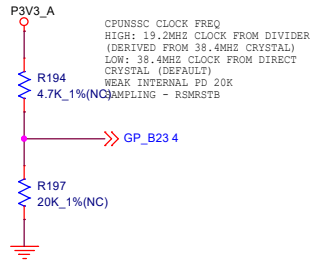 P3V3_A
CPUNSSC CLOCK FREQ
HIGH: 19.2MHZ CLOCK FROM DIVIDER
(DERIVED FROM 38.4MHZ CRYSTAL)
LOW: 38.4MHZ CLOCK FROM DIRECT
CRYSTAL (DEFAULT)
WEAK INTERNAL PD 20K
SAMPLING - RSMRSTB
R194
4.7K_1%(NC)
GP_B23 4
R197
20K_1%(NC)